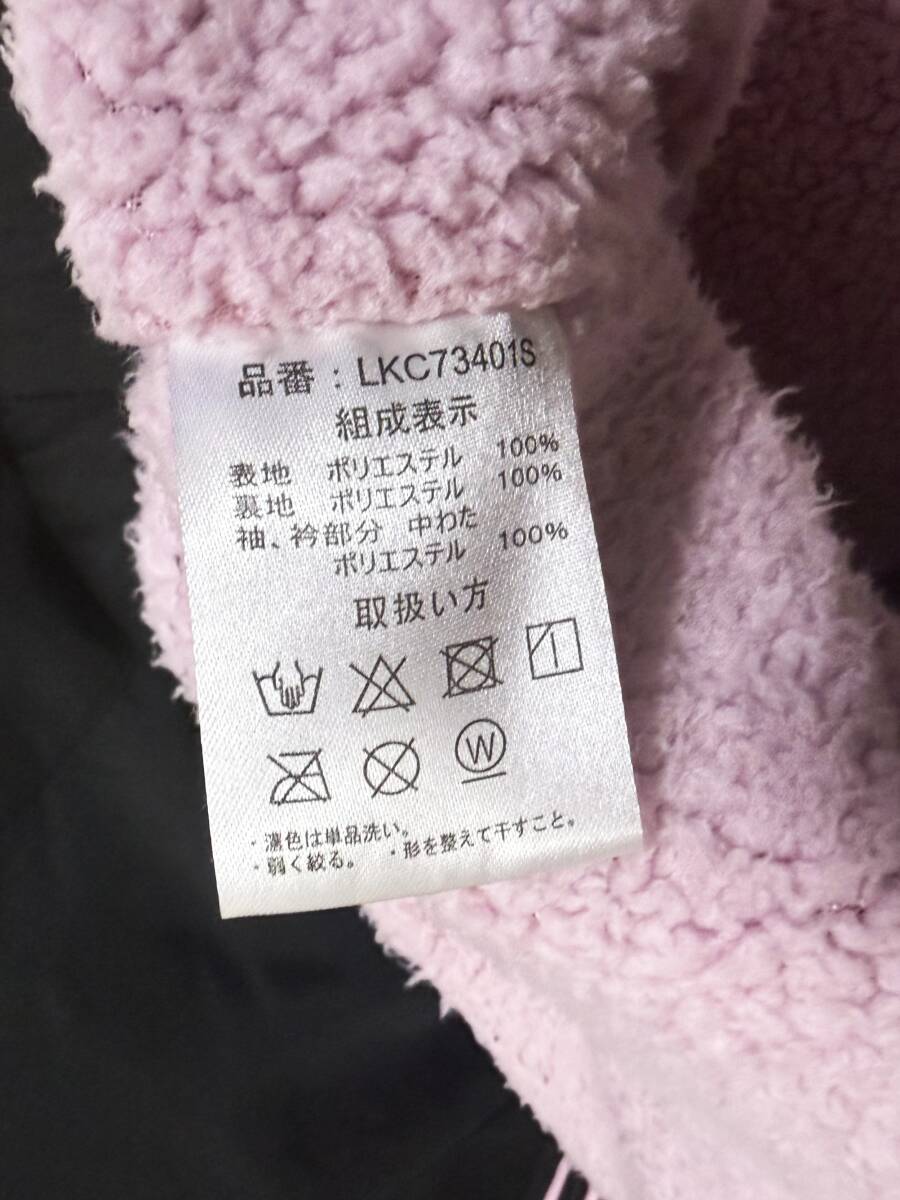 品番：LKC73401S
組成表示
表地　ポリエステル　100%
裏地　ポリエステル　100%
袖、衿部分　中わた
ポリエステル　100%
取扱い方
W
・濃色は単品洗い。
・弱く絞る。　・形を整えて干すこと。